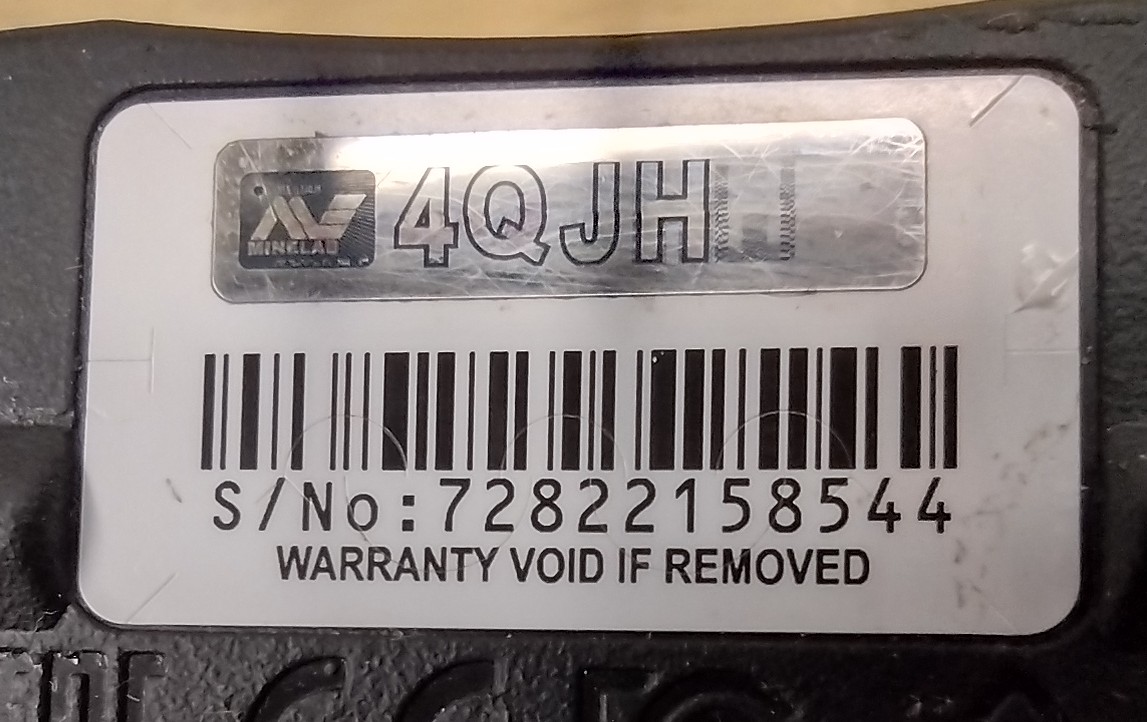 MINELAB
4QJH
S/No:72822158544
WARRANTY VOID IF REMOVED